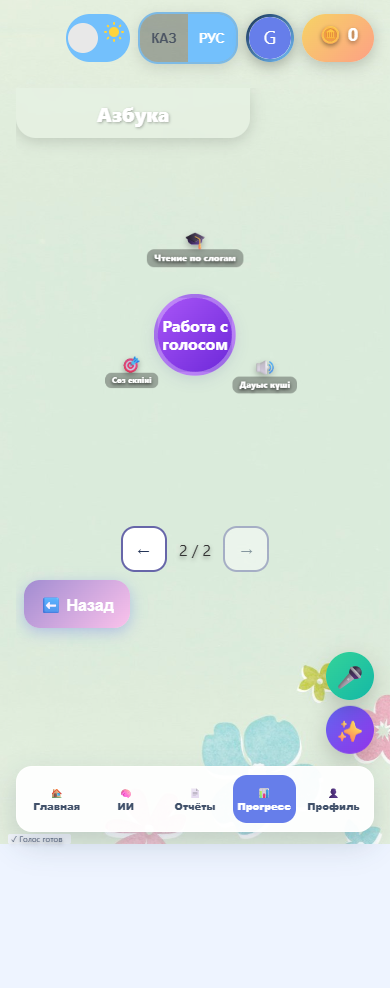 КАЗ РУС G 0
Азбука
Чтение по слогам
Работа с
голосом
Сөз екпіні
Дауыс күші
← 2 / 2 →
Назад
Главная ИИ Отчёты Прогресс Профиль
✓ Голос готов